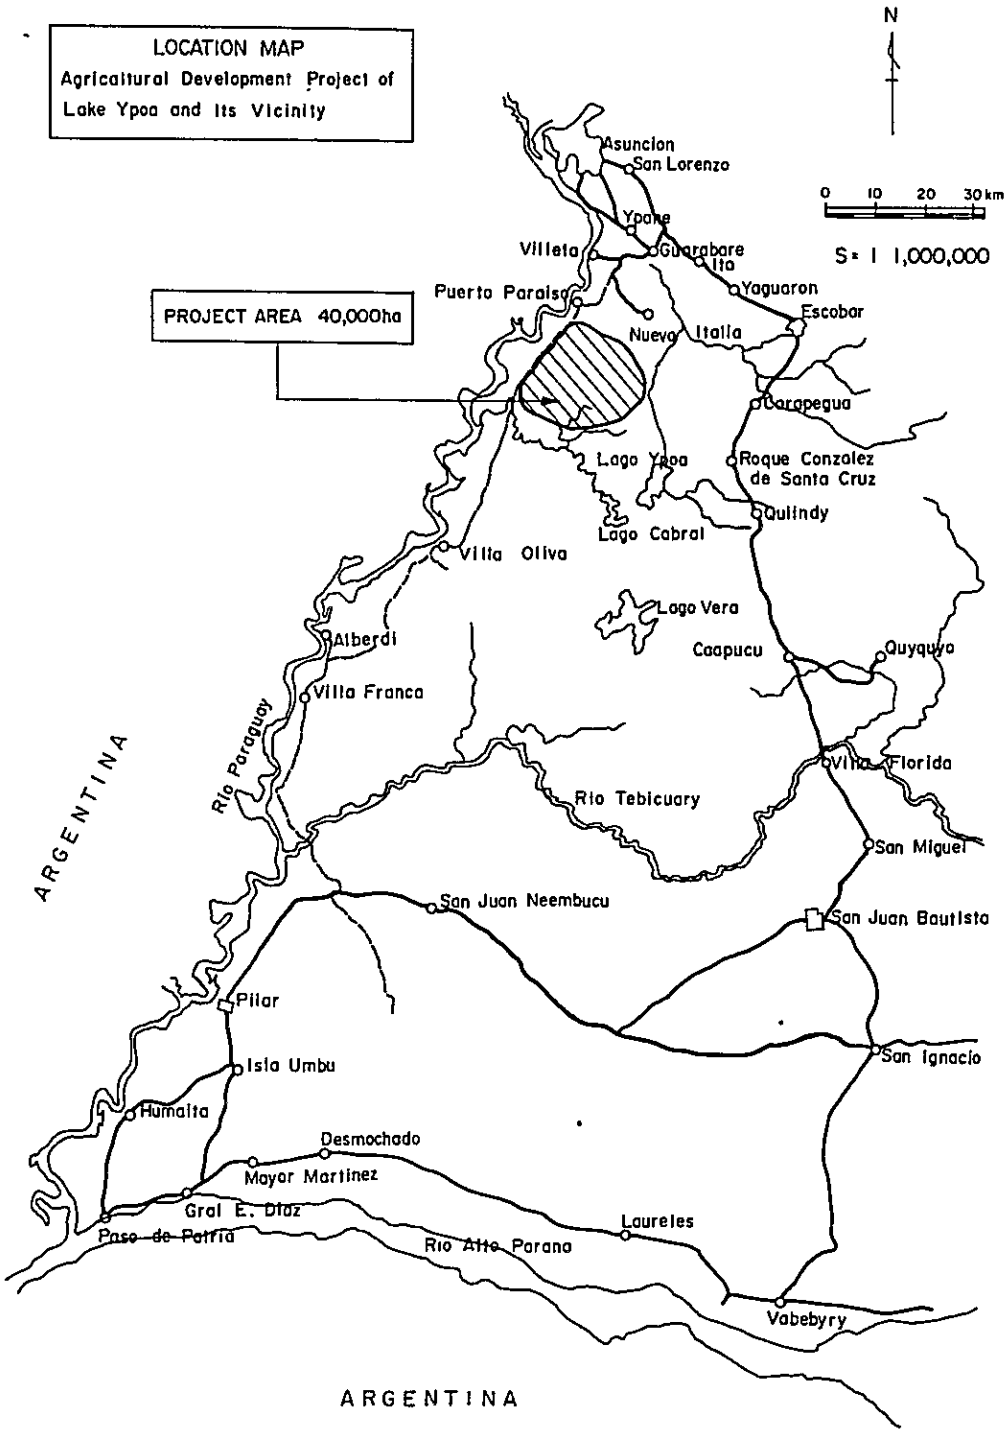 LOCATION MAP
Agricaltural Development Project of
Lake Ypoa and Its Vicinity
N
Asuncion
San Lorenzo
0 10 20 30 km
Ypane
Villeta
Guarabare
Ita
S= 1 1,000,000
Puerto Paraiso
Yaguaron
PROJECT AREA 40,000ha
Escobar
Nueva Italia
Carapegua
Lago Ypoa
Roque Conzalez
de Santa Cruz
Quiindy
Lago Cabral
Villa Oliva
Lago Vera
Alberdi
Caapucu
Quyquyo
Villa Franca
Rio Paraguay
ARGENTINA
Villa Florida
Rio Tebicuary
San Miguel
San Juan Neembucu
San Juan Bautista
Pilar
San Ignacio
Isla Umbu
Humaita
Desmochado
Mayor Martinez
Gral E. Diaz
Laureles
Paso de Patria
Rio Alto Parana
Vabebyry
ARGENTINA